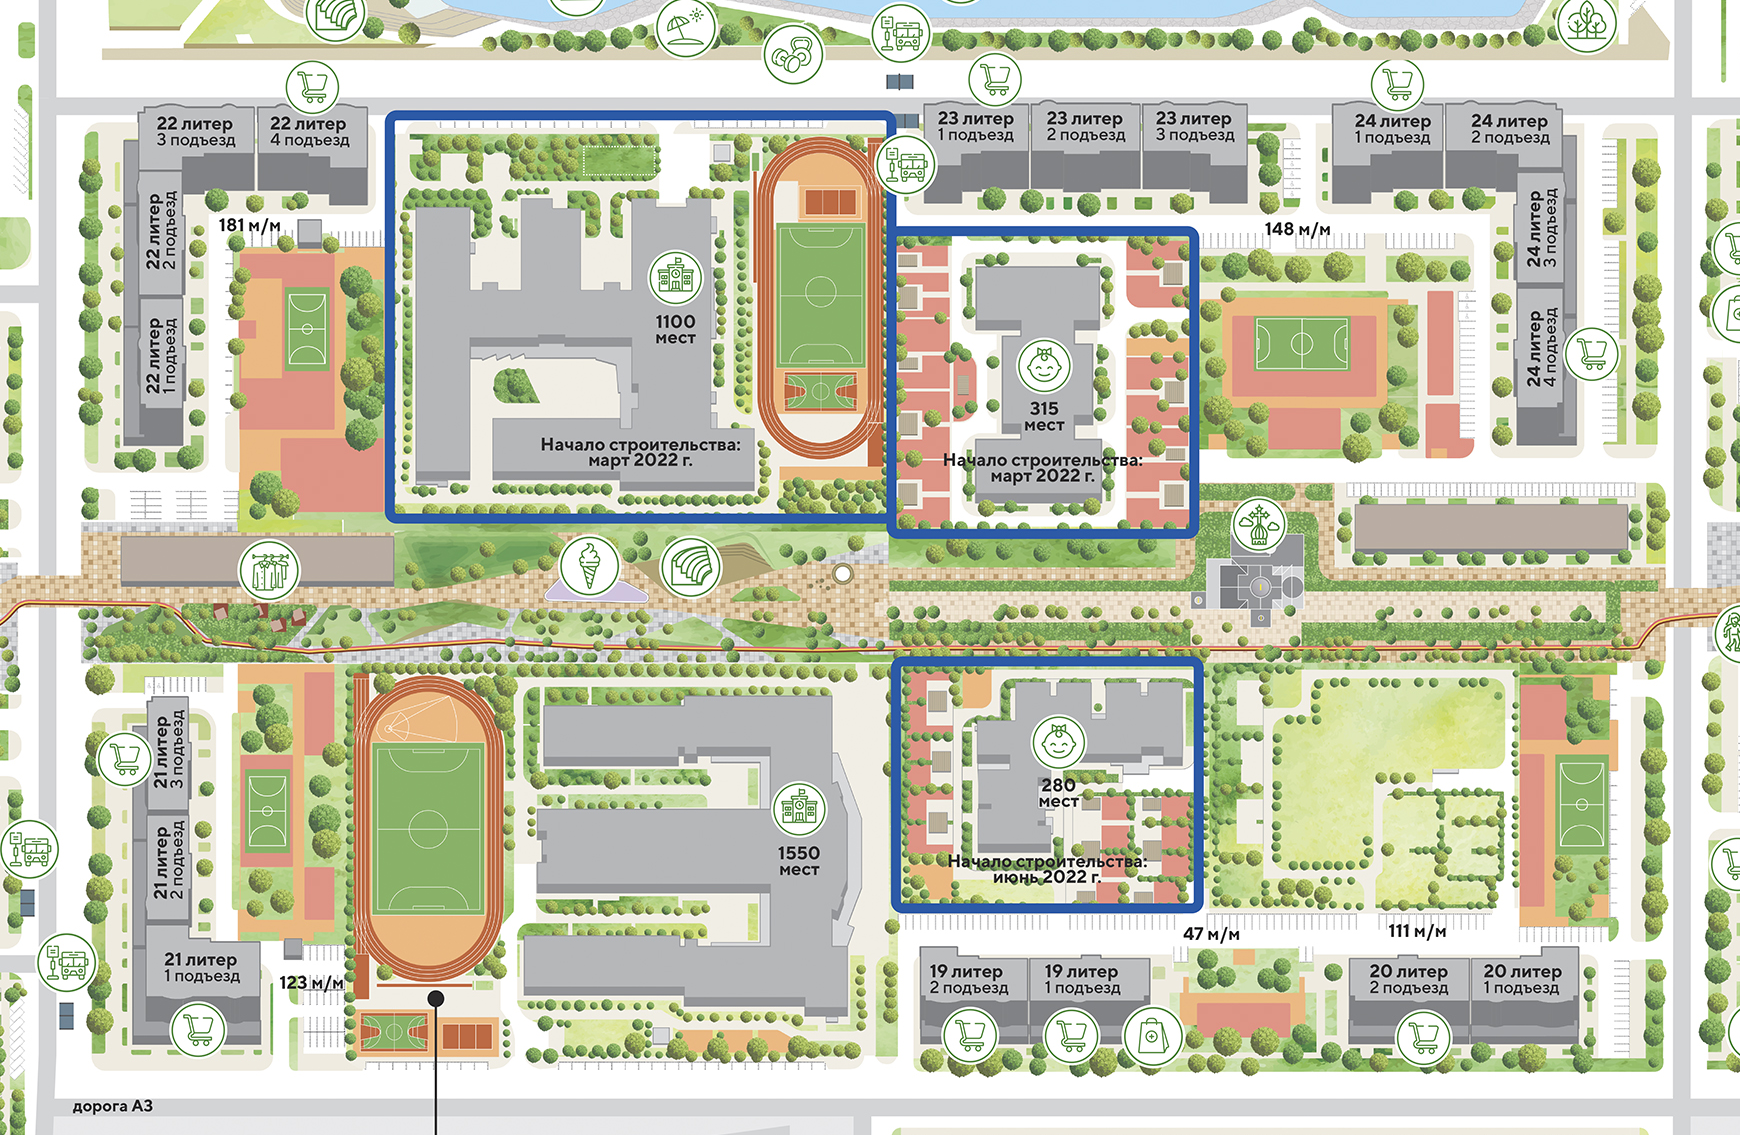 22 литер
3 подъезд
22 литер
4 подъезд
23 литер
1 подъезд
23 литер
2 подъезд
23 литер
3 подъезд
24 литер
1 подъезд
24 литер
2 подъезд
22 литер
2 подъезд
181 м/м
148 м/м
24 литер
3 подъезд
22 литер
1 подъезд
1100
мест
24 литер
4 подъезд
315
мест
Начало строительства:
март 2022 г.
Начало строительства:
март 2022 г.
21 литер
3 подъезд
21 литер
2 подъезд
1550
мест
280
мест
Начало строительства:
июнь 2022 г.
47 м/м
111 м/м
21 литер
1 подъезд
123 м/м
19 литер
2 подъезд
19 литер
1 подъезд
20 литер
2 подъезд
20 литер
1 подъезд
дорога А3